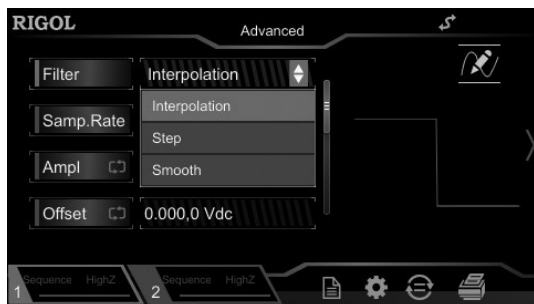 RIGOL
Advanced
Filter
Interpolation
Interpolation
Samp.Rate
Step
Ampl
Smooth
Offset
0.000,0 Vdc
1 Sequence HighZ
2 Sequence HighZ